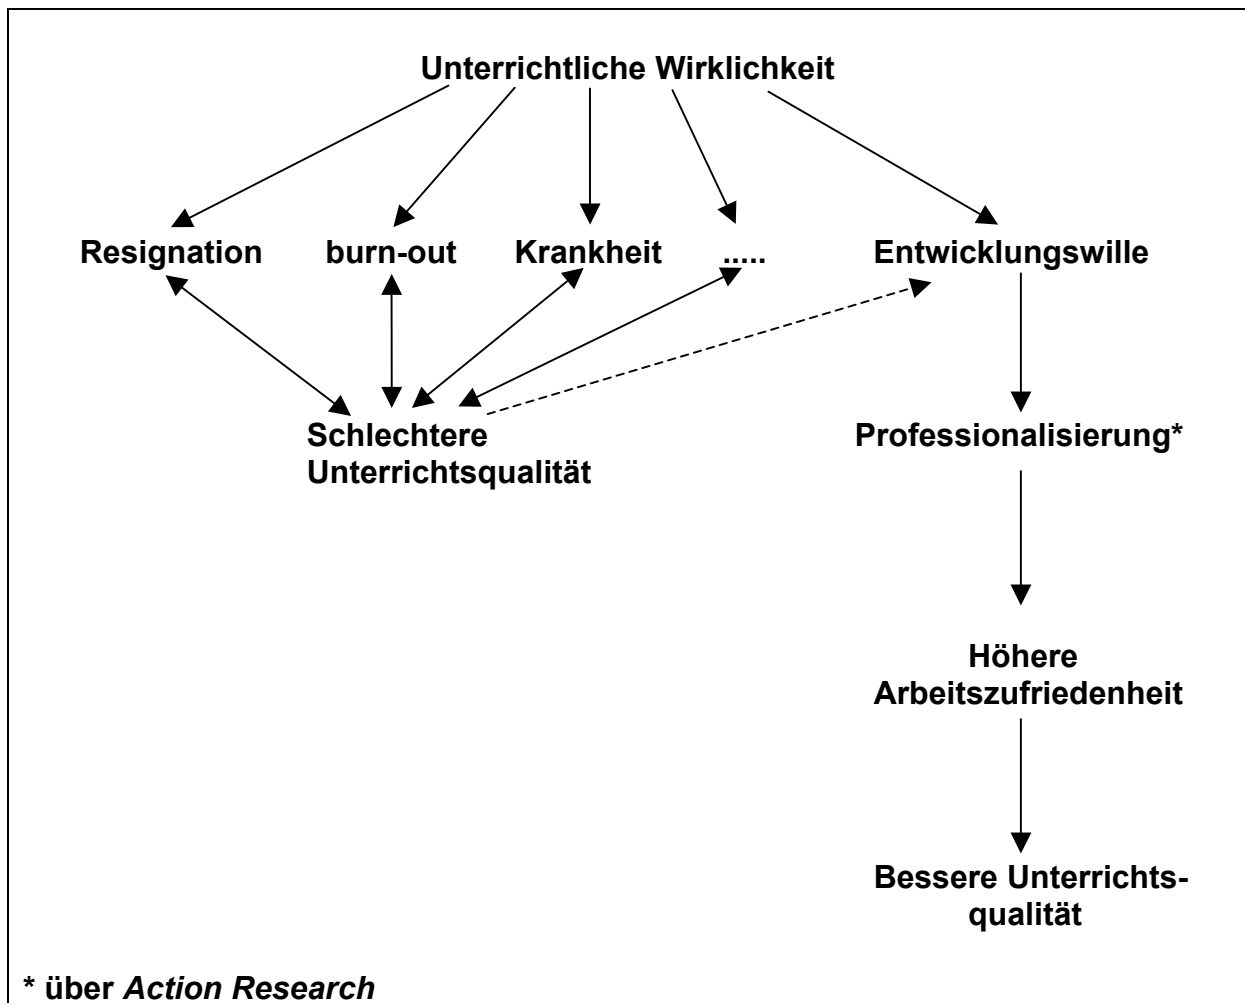 Unterrichtliche Wirklichkeit
Resignation burn-out Krankheit ..... Entwicklungswille
Schlechtere
Unterrichtsqualität
Professionalisierung*
Höhere
Arbeitszufriedenheit
Bessere Unterrichts-
qualität
* über Action Research